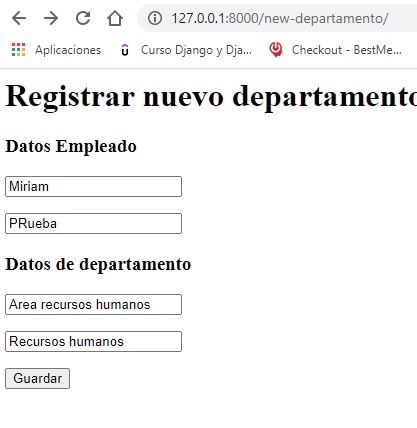 127.0.0.1:8000/new-departamento/
Aplicaciones Curso Django y Dja... Checkout - BestMe...
Registrar nuevo departamento
Datos Empleado
Miriam
PRueba
Datos de departamento
Area recursos humanos
Recursos humanos
Guardar